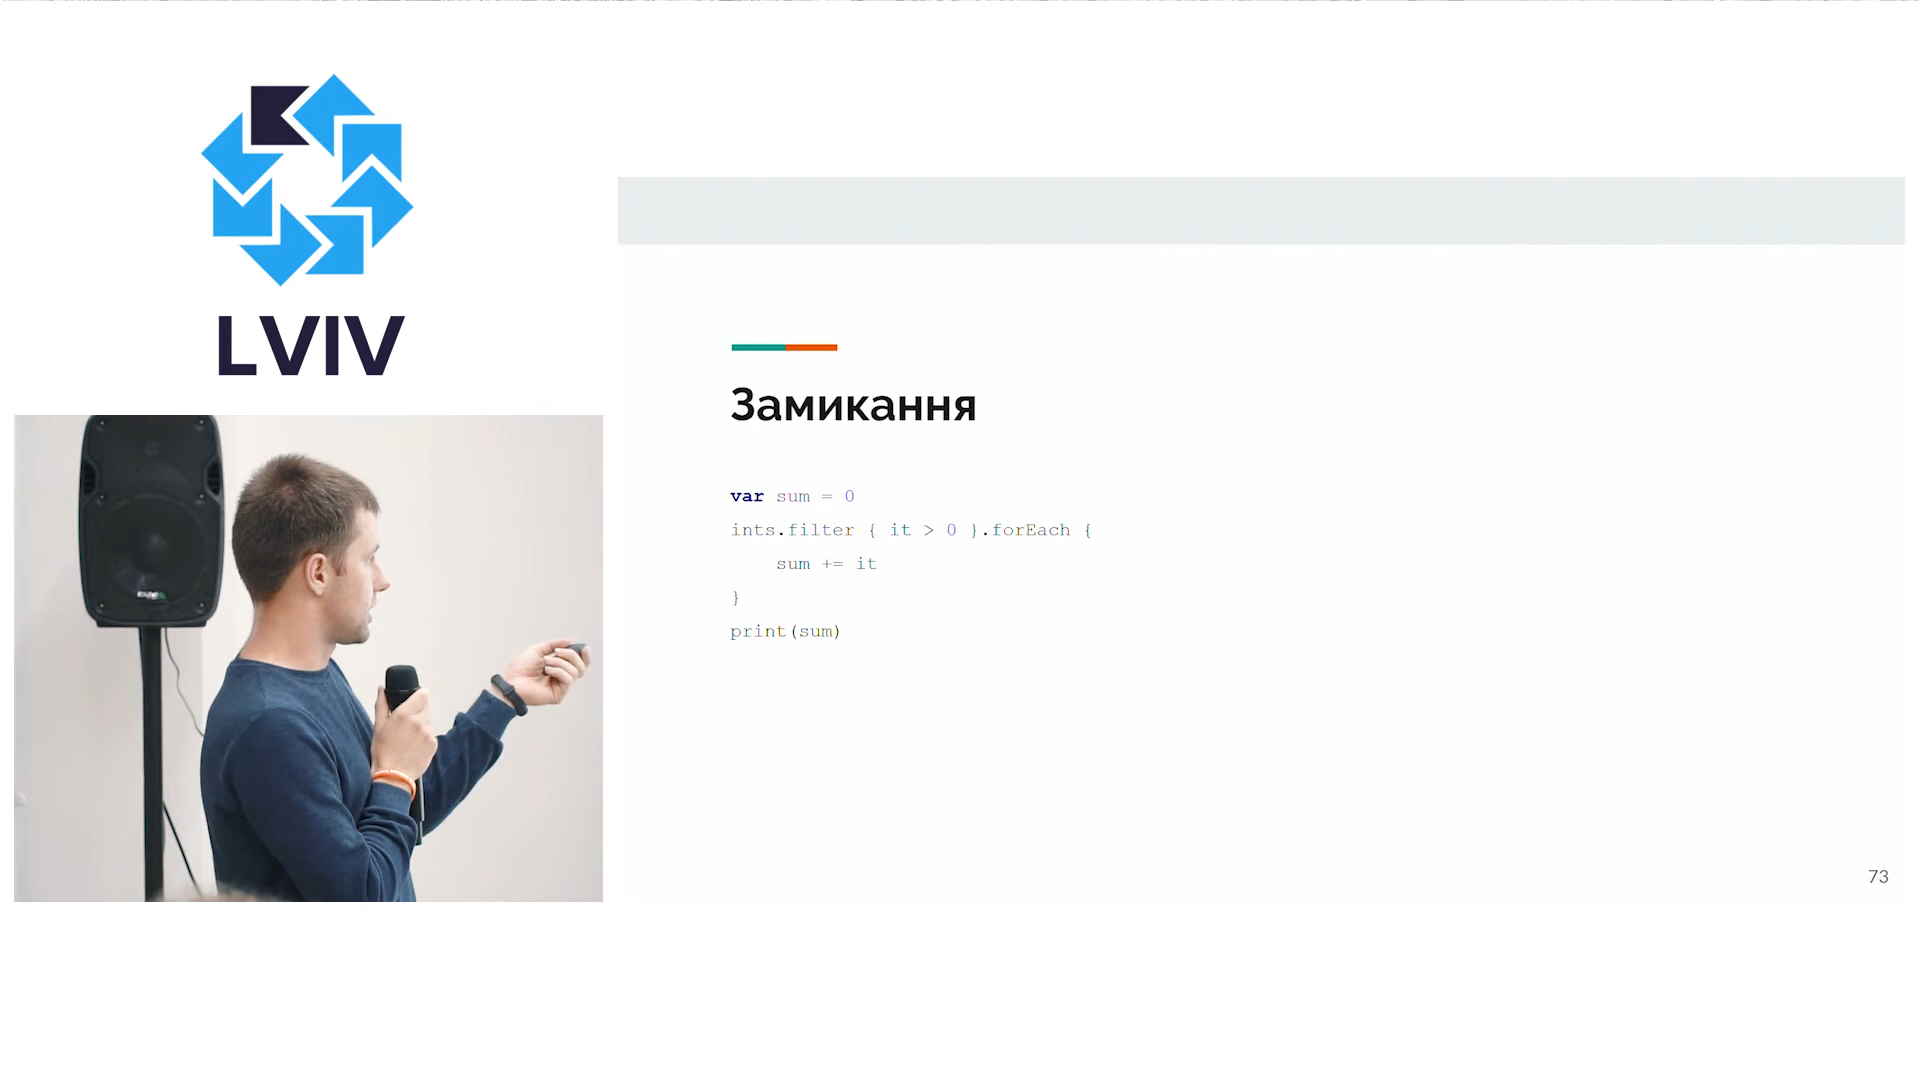 LVIV
Замикання
var sum = 0
ints.filter { it > 0 }.forEach {
    sum += it
}
print(sum)
73